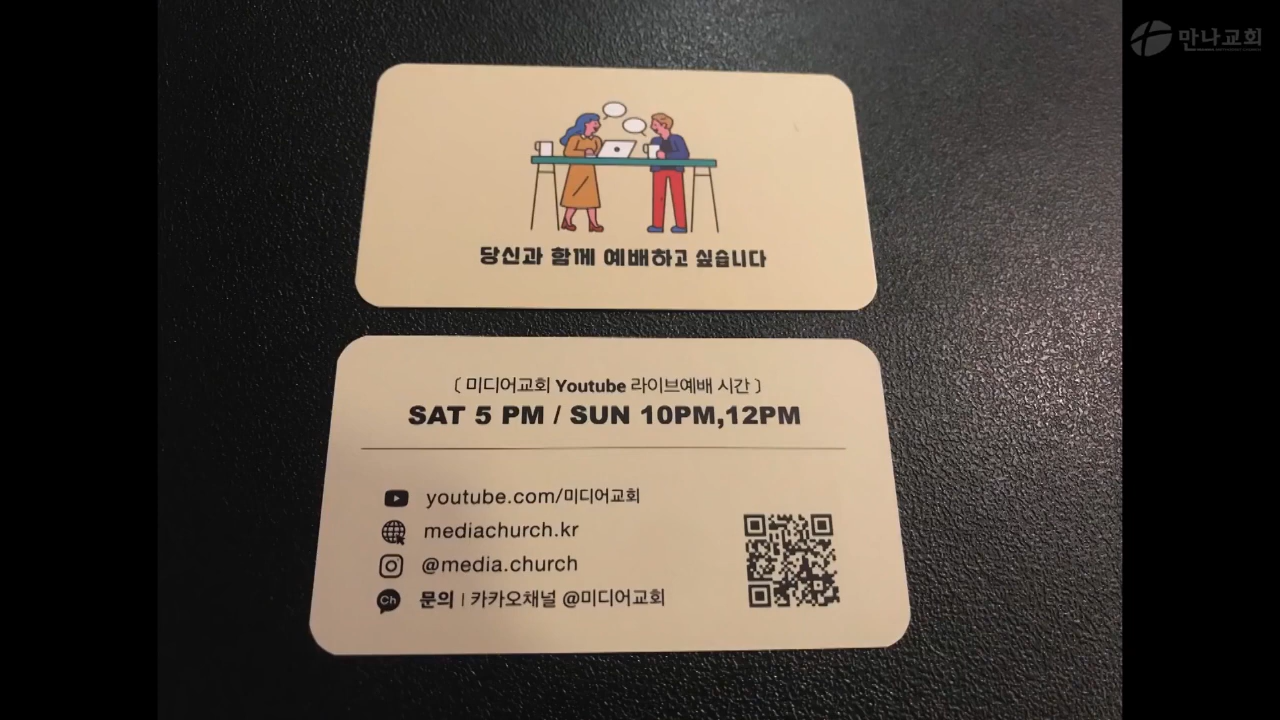 만나교회
당신과 함께 예배하고 싶습니다
〔 미디어교회 Youtube 라이브예배 시간 〕
SAT 5 PM / SUN 10PM,12PM
youtube.com/미디어교회
mediachurch.kr
@media.church
Ch 문의 | 카카오채널 @미디어교회